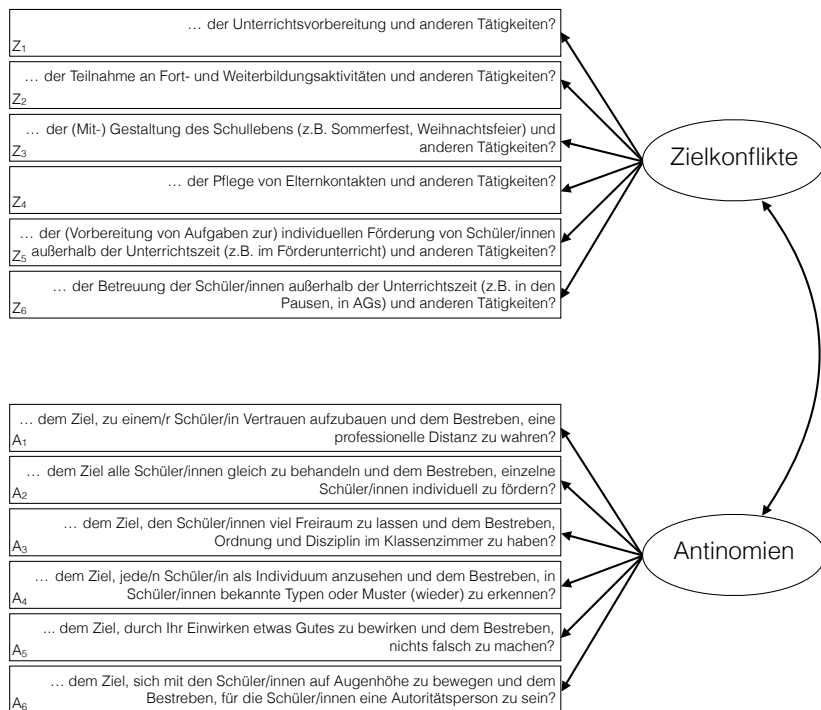 … der Unterrichtsvorbereitung und anderen Tätigkeiten?
Z1
… der Teilnahme an Fort- und Weiterbildungsaktivitäten und anderen Tätigkeiten?
Z2
… der (Mit-) Gestaltung des Schullebens (z.B. Sommerfest, Weihnachtsfeier) und
anderen Tätigkeiten?
Z3
… der Pflege von Elternkontakten und anderen Tätigkeiten?
Z4
… der (Vorbereitung von Aufgaben zur) individuellen Förderung von Schüler/innen
außerhalb der Unterrichtszeit (z.B. im Förderunterricht) und anderen Tätigkeiten?
Z5
… der Betreuung der Schüler/innen außerhalb der Unterrichtszeit (z.B. in den
Pausen, in AGs) und anderen Tätigkeiten?
Z6
Zielkonflikte
… dem Ziel, zu einem/r Schüler/in Vertrauen aufzubauen und dem Bestreben, eine
professionelle Distanz zu wahren?
A1
… dem Ziel alle Schüler/innen gleich zu behandeln und dem Bestreben, einzelne
Schüler/innen individuell zu fördern?
A2
… dem Ziel, den Schüler/innen viel Freiraum zu lassen und dem Bestreben,
Ordnung und Disziplin im Klassenzimmer zu haben?
A3
… dem Ziel, jede/n Schüler/in als Individuum anzusehen und dem Bestreben, in
Schüler/innen bekannte Typen oder Muster (wieder) zu erkennen?
A4
... dem Ziel, durch Ihr Einwirken etwas Gutes zu bewirken und dem Bestreben,
nichts falsch zu machen?
A5
… dem Ziel, sich mit den Schüler/innen auf Augenhöhe zu bewegen und dem
Bestreben, für die Schüler/innen eine Autoritätsperson zu sein?
A6
Antinomien